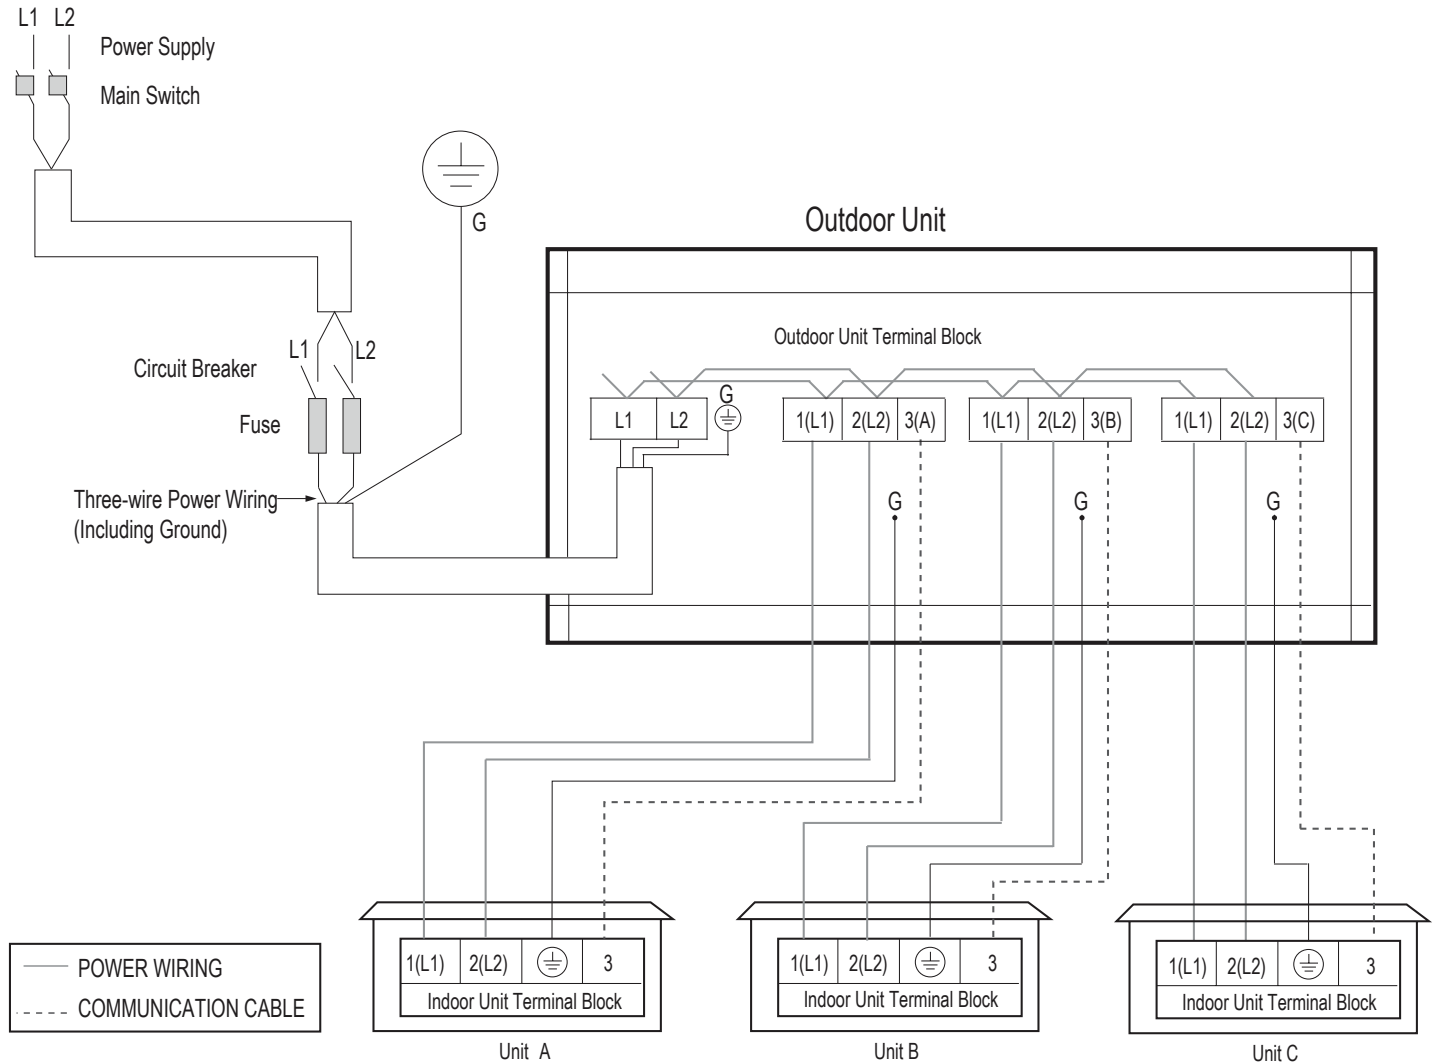 L1 L2
Power Supply
Main Switch
G
Outdoor Unit
Outdoor Unit Terminal Block
L1 L2
Circuit Breaker
Fuse
G
L1 L2
1(L1) 2(L2) 3(A)
1(L1) 2(L2) 3(B)
1(L1) 2(L2) 3(C)
Three-wire Power Wiring
(Including Ground)
G G G
POWER WIRING
COMMUNICATION CABLE
1(L1) 2(L2) 3
Indoor Unit Terminal Block
Unit A
1(L1) 2(L2) 3
Indoor Unit Terminal Block
Unit B
1(L1) 2(L2) 3
Indoor Unit Terminal Block
Unit C